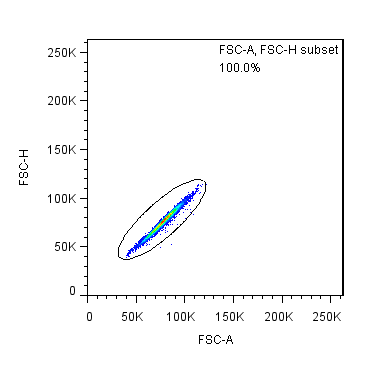 FSC-A, FSC-H subset
100.0%
250K
200K
150K
100K
50K
0
FSC-H
0 50K 100K 150K 200K 250K
FSC-A